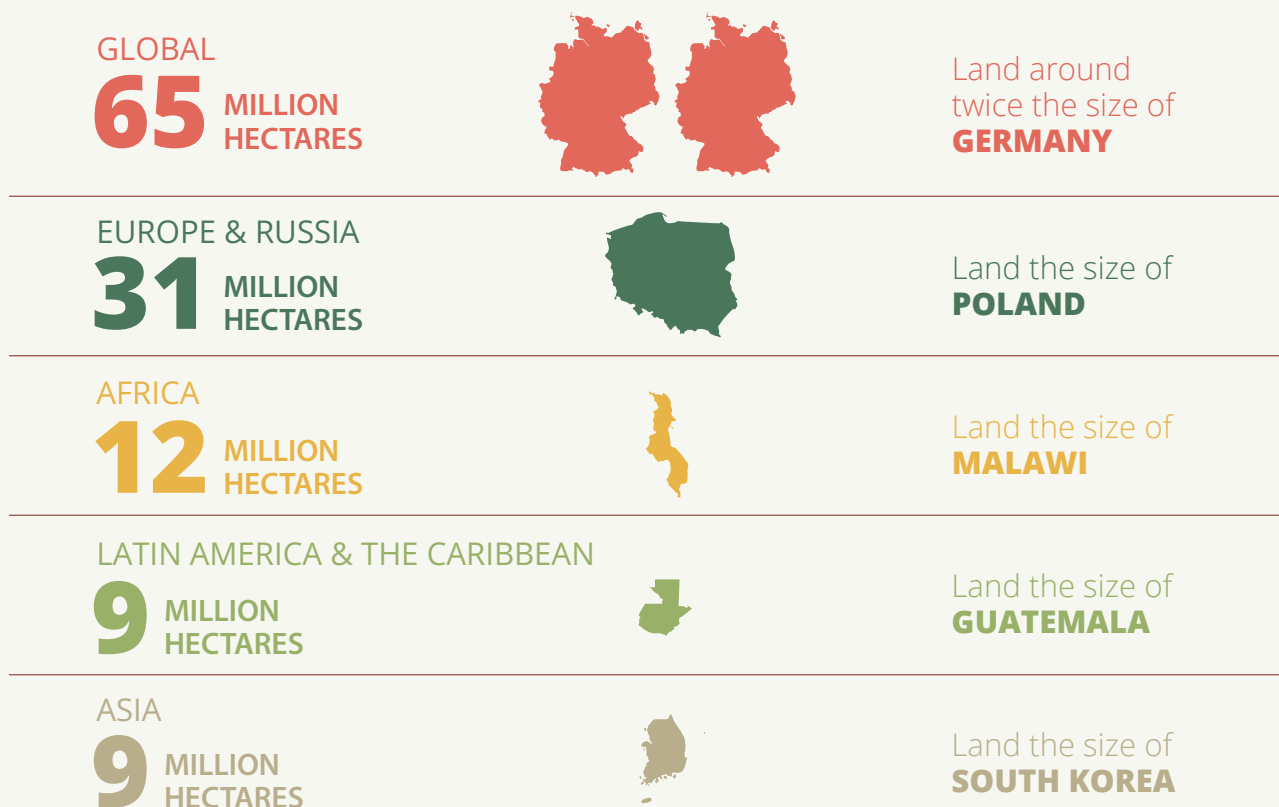 GLOBAL
65 MILLION
HECTARES
Land around
twice the size of
GERMANY
EUROPE & RUSSIA
31 MILLION
HECTARES
Land the size of
POLAND
AFRICA
12 MILLION
HECTARES
Land the size of
MALAWI
LATIN AMERICA & THE CARIBBEAN
9 MILLION
HECTARES
Land the size of
GUATEMALA
ASIA
9 MILLION
HECTARES
Land the size of
SOUTH KOREA